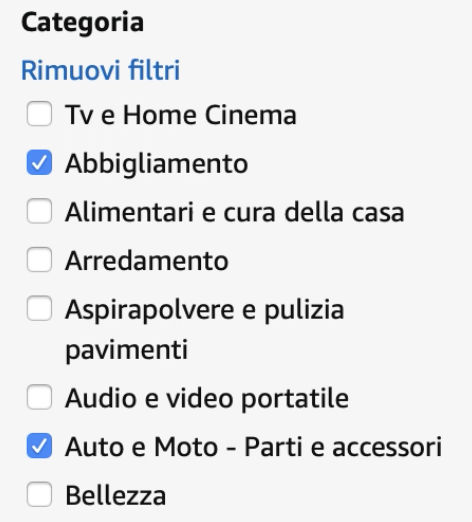 Categoria
Rimuovi filtri
Tv e Home Cinema
Abbigliamento
Alimentari e cura della casa
Arredamento
Aspirapolvere e pulizia
pavimenti
Audio e video portatile
Auto e Moto - Parti e accessori
Bellezza